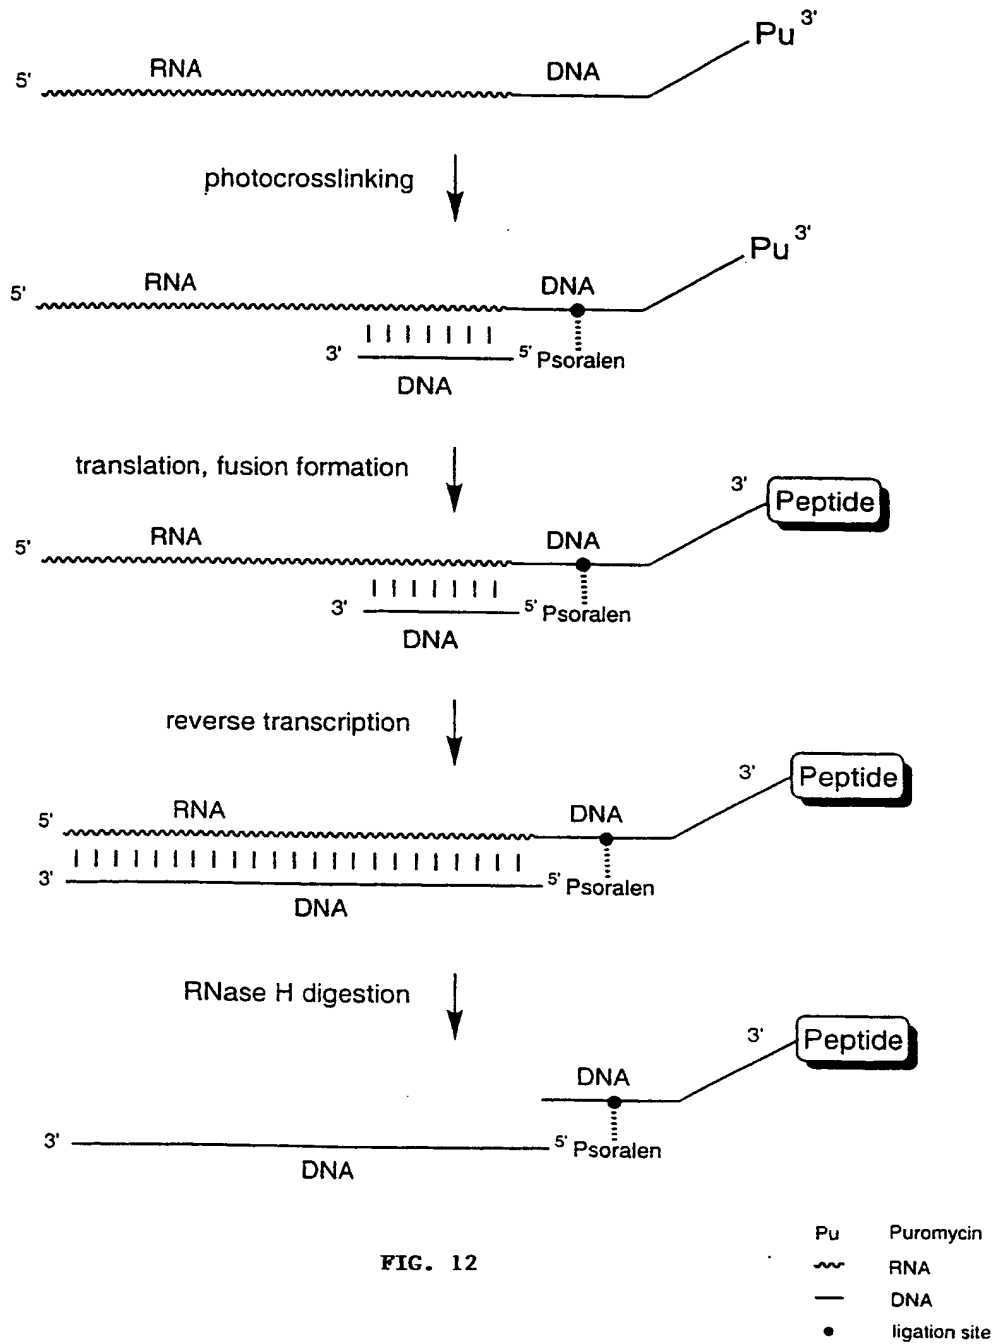 Pu 3'
5' RNA DNA
photocrosslinking
Pu 3'
5' RNA DNA
3' 5' Psoralen
DNA
translation, fusion formation
3' Peptide
5' RNA DNA
3' 5' Psoralen
DNA
reverse transcription
3' Peptide
5' RNA DNA
3' 5' Psoralen
DNA
RNase H digestion
3' Peptide
DNA
3' 5' Psoralen
DNA
FIG. 12
Pu Puromycin
RNA
DNA
ligation site